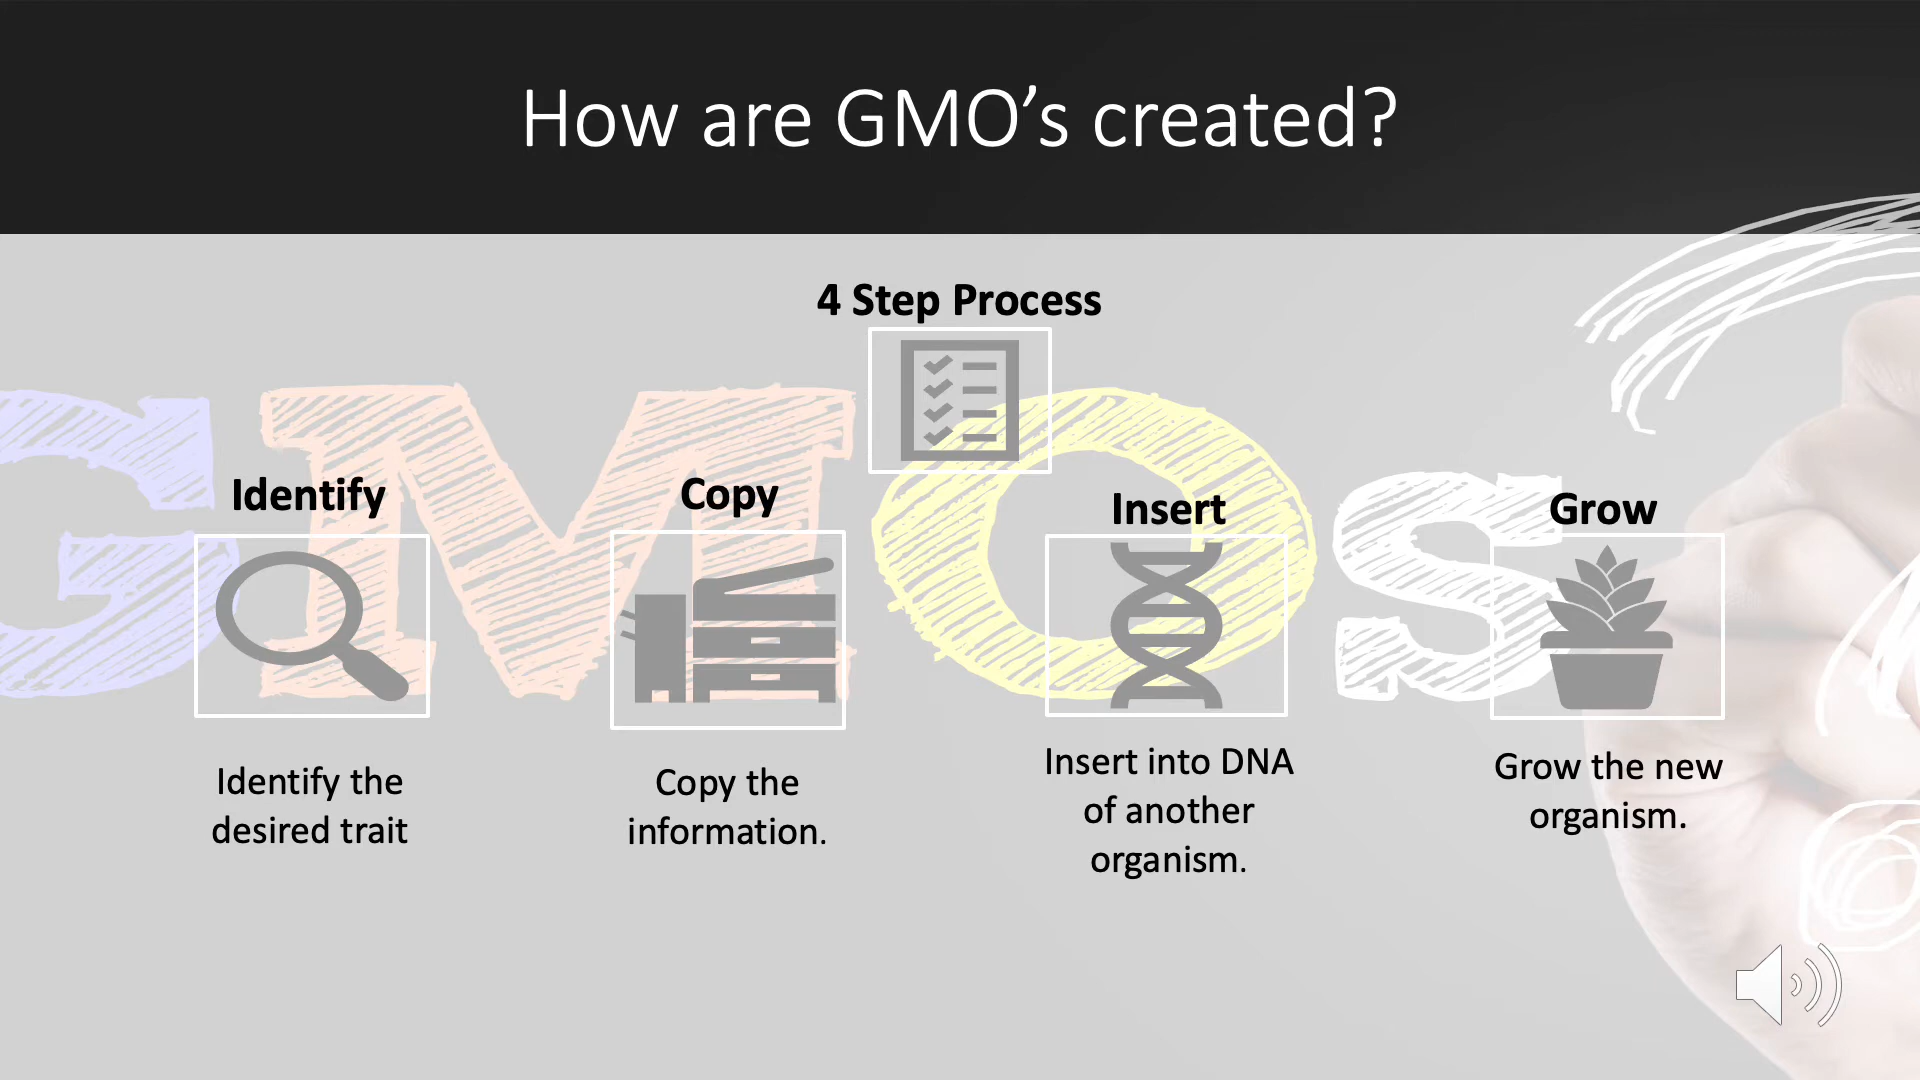 How are GMO’s created?
4 Step Process
GMOS
Identify
Copy
Insert
Grow
Identify the
desired trait
Copy the
information.
Insert into DNA
of another
organism.
Grow the new
organism.